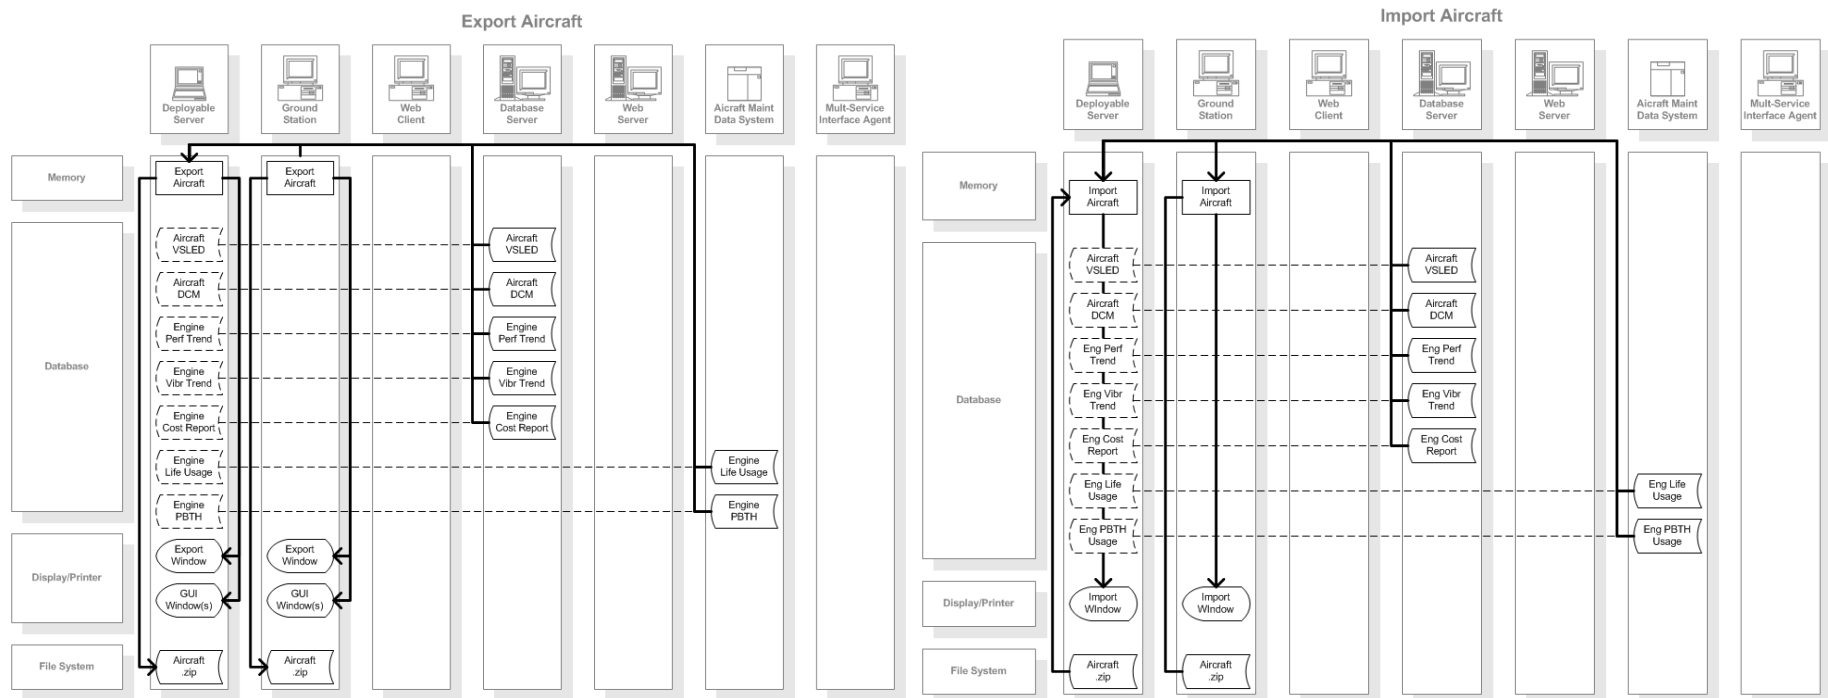 Export Aircraft
Deployable
Server
Ground
Station
Web
Client
Database
Server
Web
Server
Aicraft Maint
Data System
Mult-Service
Interface Agent
Memory
Export
Aircraft
Export
Aircraft
Database
Aircraft
VSLED
Aircraft
VSLED
Aircraft
DCM
Aircraft
DCM
Engine
Perf Trend
Engine
Perf Trend
Engine
Vibr Trend
Engine
Vibr Trend
Engine
Cost Report
Engine
Cost Report
Engine
Life Usage
Engine
Life Usage
Engine
PBTH
Engine
PBTH
Display/Printer
Export
Window
Export
Window
GUI
Window(s)
GUI
Window(s)
File System
Aircraft
.zip
Aircraft
.zip
Import Aircraft
Deployable
Server
Ground
Station
Web
Client
Database
Server
Web
Server
Aicraft Maint
Data System
Mult-Service
Interface Agent
Memory
Import
Aircraft
Import
Aircraft
Database
Aircraft
VSLED
Aircraft
VSLED
Aircraft
DCM
Aircraft
DCM
Eng Perf
Trend
Eng Perf
Trend
Eng Vibr
Trend
Eng Vibr
Trend
Eng Cost
Report
Eng Cost
Report
Eng Life
Usage
Eng Life
Usage
Eng PBTH
Usage
Eng PBTH
Usage
Display/Printer
Import
WIndow
Import
WIndow
File System
Aircraft
.zip
Aircraft
.zip